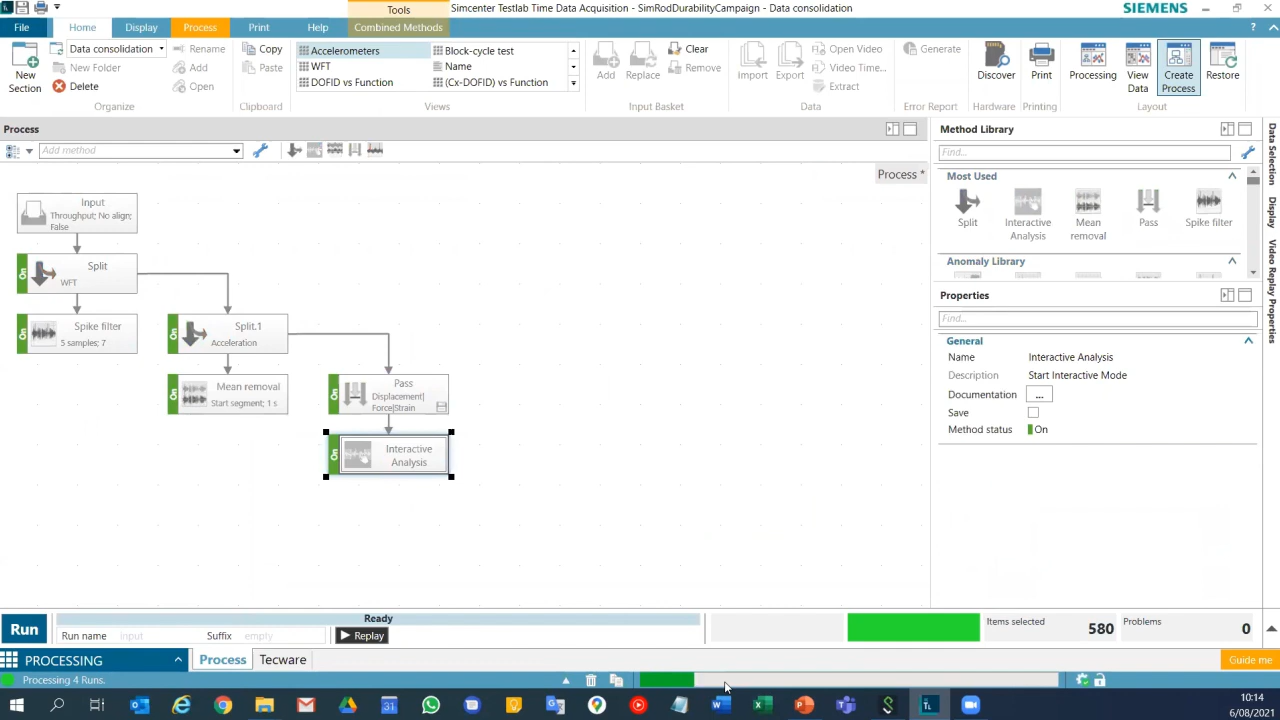 Tools
Simcenter Testlab Time Data Acquisition - SimRodDurabilityCampaign - Data consolidation
SIEMENS
File
Home
Display
Process
Print
Help
Combined Methods
New Section
Data consolidation
New Folder
Delete
Rename
Add
Open
Organize
Copy
Paste
Clipboard
Accelerometers
WFT
DOFID vs Function
Block-cycle test
Name
(Cx-DOFID) vs Function
Views
Add
Replace
Clear
Remove
Input Basket
Import
Export
Open Video
Video Time...
Extract
Data
Generate
Error Report
Discover
Hardware
Print
Printing
Processing
View Data
Create Process
Restore
Layout
Process
Add method
Process *
Input
Throughput; No align;
False
On
Split
WFT
On
Spike filter
5 samples; 7
On
Split.1
Acceleration
On
Mean removal
Start segment; 1 s
On
Pass
Displacement|
Force|Strain
On
Interactive
Analysis
Method Library
Find...
Most Used
Split
Interactive Analysis
Mean removal
Pass
Spike filter
Anomaly Library
Properties
Find...
General
Name
Interactive Analysis
Description
Start Interactive Mode
Documentation
...
Save
Method status
On
Data Selection
Display
Video Replay Properties
Run
Ready
Run name
input
Suffix
empty
Replay
Items selected
580
Problems
0
PROCESSING
Process
Tecware
Guide me
Processing 4 Runs.
10:14
6/08/2021